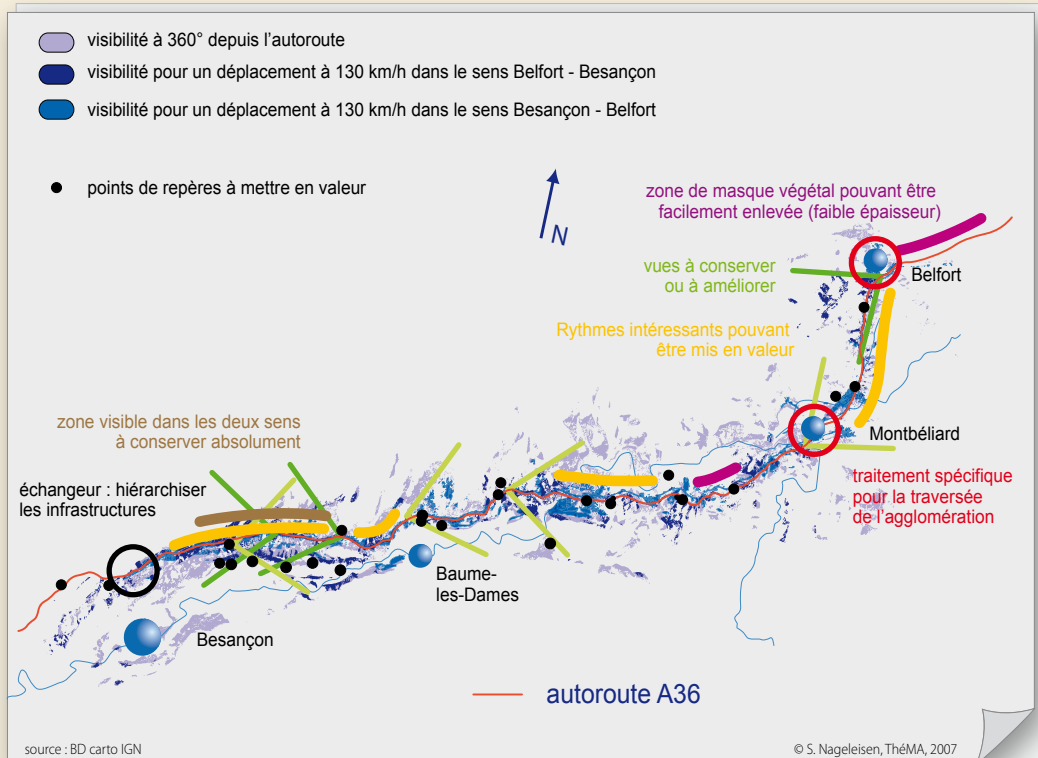 visibilité à 360° depuis l'autoroute
visibilité pour un déplacement à 130 km/h dans le sens Belfort - Besançon
visibilité pour un déplacement à 130 km/h dans le sens Besançon - Belfort
points de repères à mettre en valeur
N
zone de masque végétal pouvant être
facilement enlevée (faible épaisseur)
vues à conserver
ou à améliorer
Belfort
Rythmes intéressants pouvant
être mis en valeur
zone visible dans les deux sens
à conserver absolument
Montbéliard
échangeur : hiérarchiser
les infrastructures
traitement spécifique
pour la traversée
de l'agglomération
Baume-
les-Dames
Besançon
autoroute A36
source : BD carto IGN
© S. Nageleisen, ThéMA, 2007